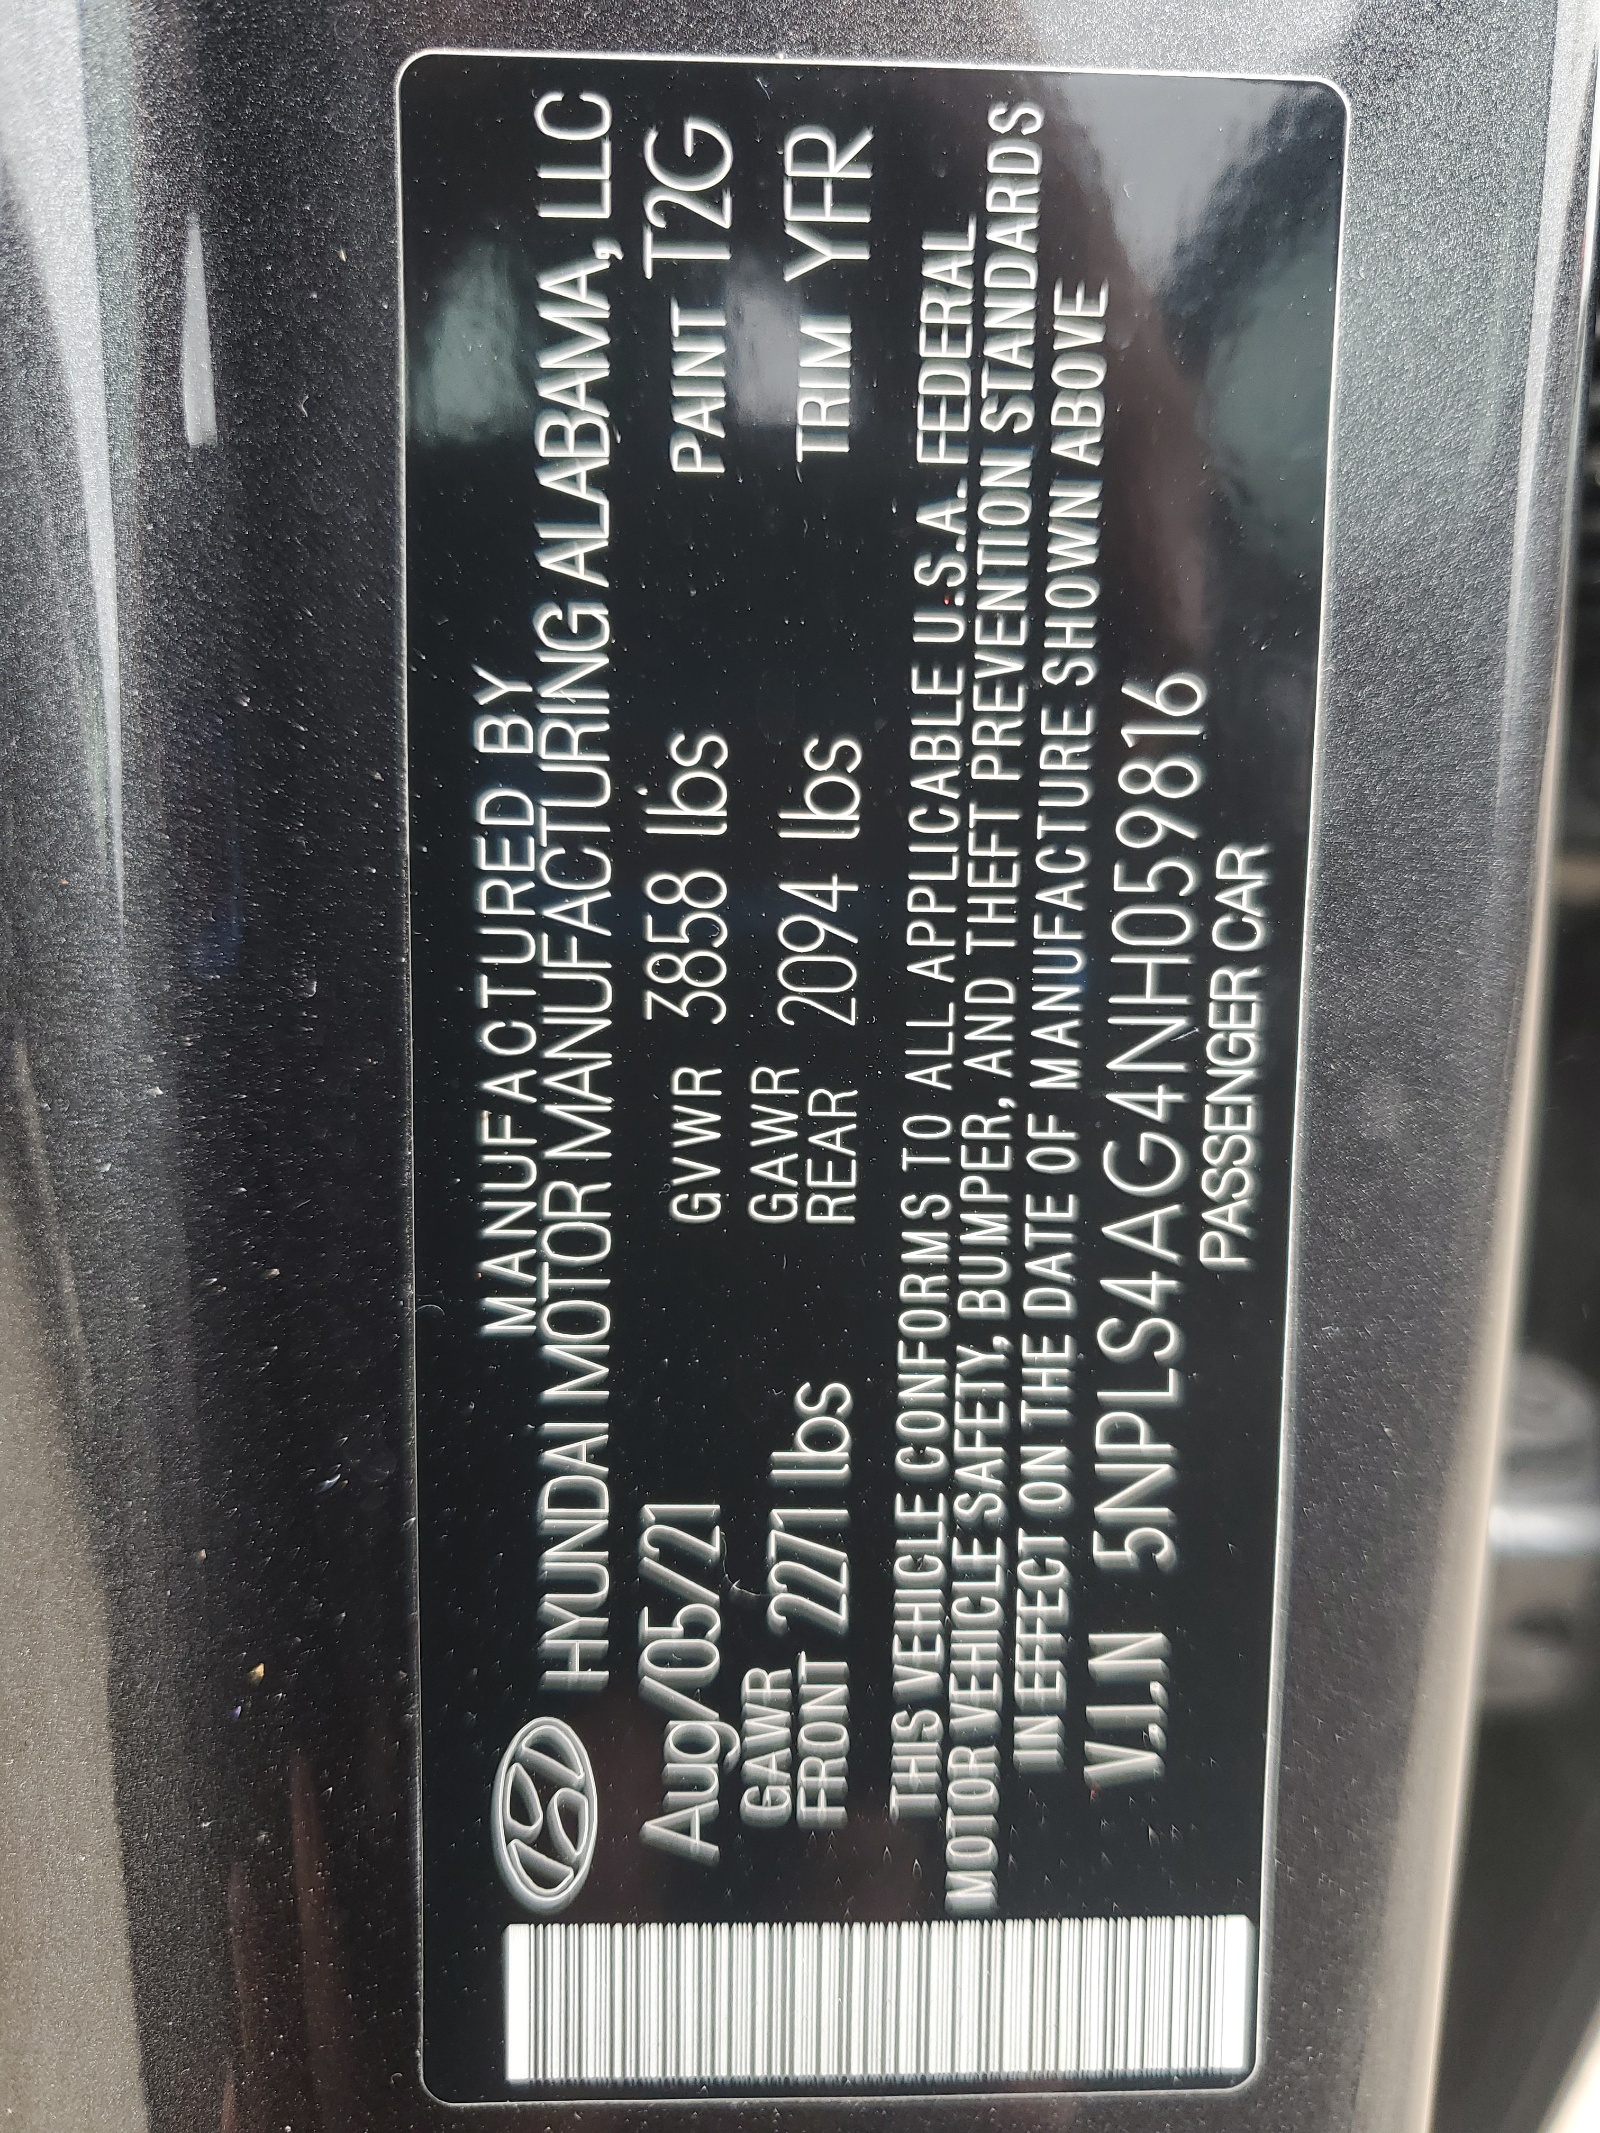 MANUFACTURED BY
HYUNDAI MOTOR MANUFACTURING ALABAMA, LLC
Aug/05/21 GVWR 3858 lbs PAINT T2G
GAWR FRONT 2271 lbs GAWR REAR 2094 lbs TRIM YFR
THIS VEHICLE CONFORMS TO ALL APPLICABLE U.S.A. FEDERAL
MOTOR VEHICLE SAFETY, BUMPER, AND THEFT PREVENTION STANDARDS
IN EFFECT ON THE DATE OF MANUFACTURE SHOWN ABOVE
V.I.N 5NPLS4AG4NH059816
PASSENGER CAR